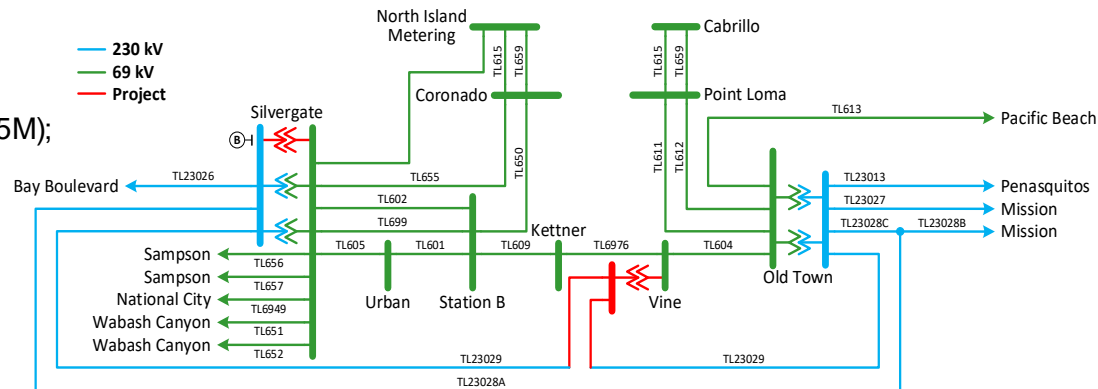 North Island
Metering
Cabrillo
230 kV
69 kV
Project
TL615
TL659
TL615
TL659
Coronado
Point Loma
Silvergate
5M);
B
TL613
Pacific Beach
TL650
TL611
TL612
Bay Boulevard
TL23026
TL655
TL23013
Penasquitos
TL602
TL23027
Mission
TL699
Kettner
TL23028C
TL23028B
Mission
Sampson
TL656
TL605
TL601
TL609
TL6976
TL604
Sampson
TL657
Old Town
National City
TL6949
Urban
Station B
Vine
Wabash Canyon
TL651
Wabash Canyon
TL652
TL23029
TL23029
TL23028A